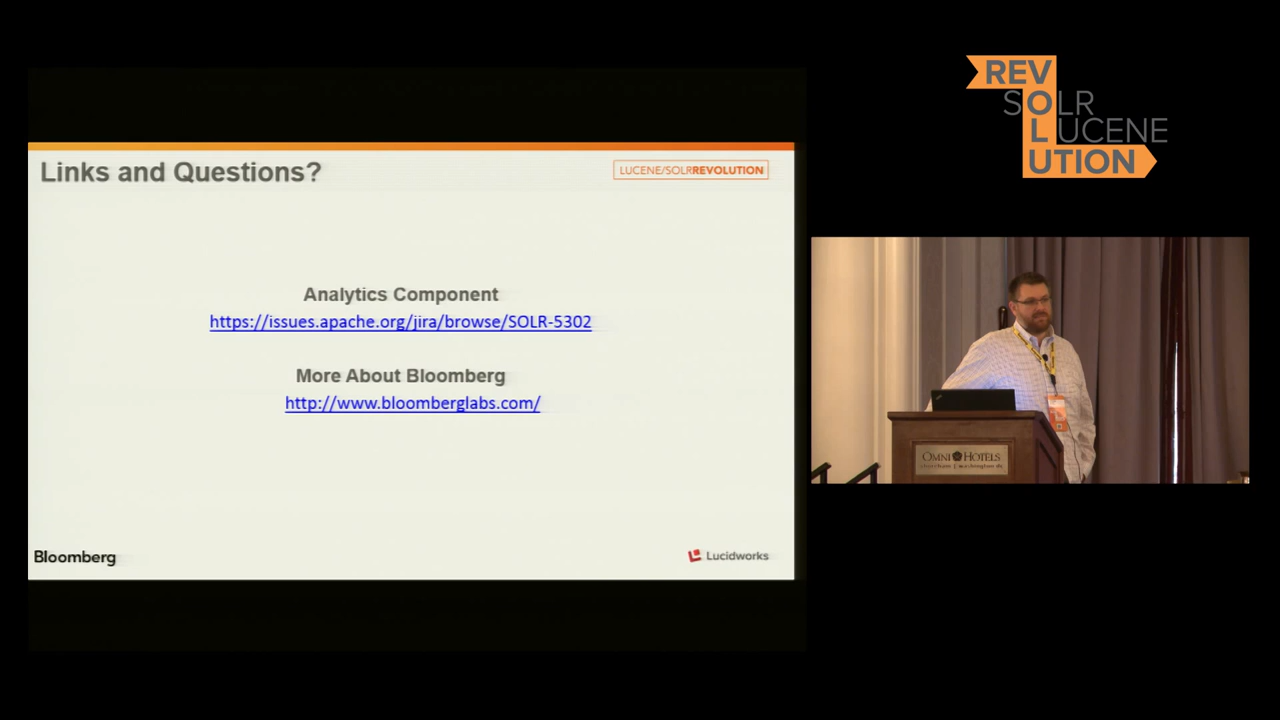 Links and Questions?
LUCENE/SOLRREVOLUTION
Analytics Component
https://issues.apache.org/jira/browse/SOLR-5302
More About Bloomberg
http://www.bloomberglabs.com/
Bloomberg
Lucidworks
REV
SOLR
LUCENE
UTION
OMNI HOTELS